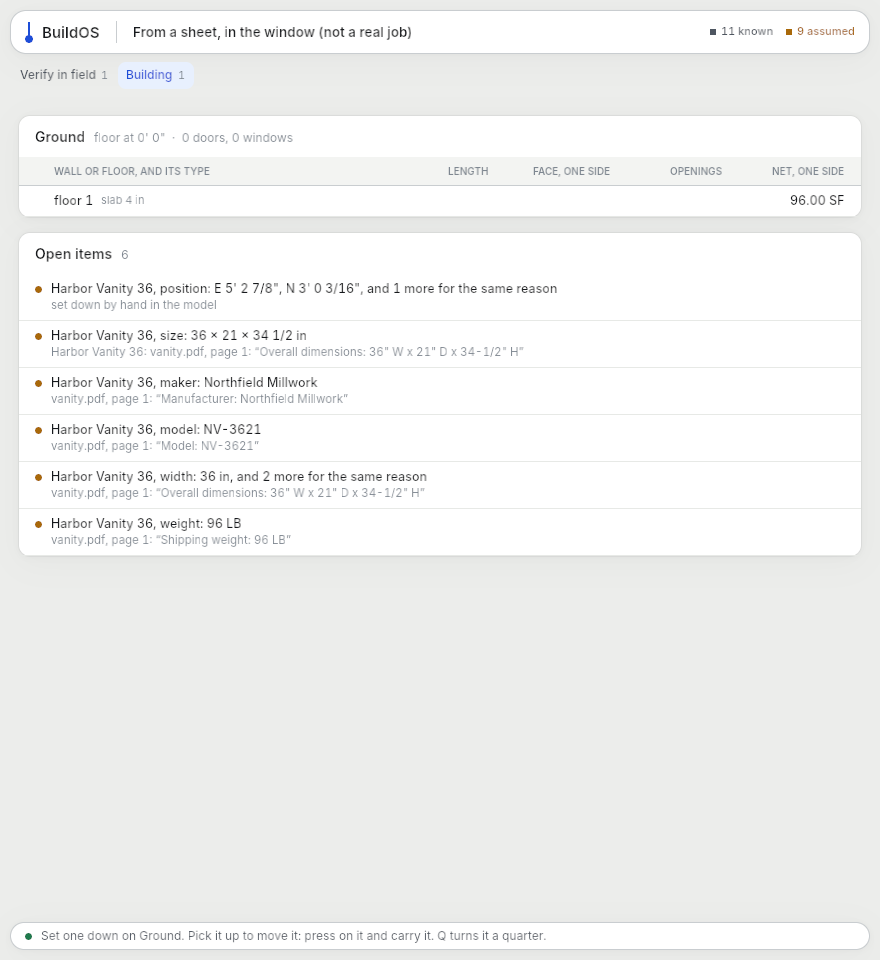 BuildOS
From a sheet, in the window (not a real job)
11 known
9 assumed
Verify in field 1
Building 1
Ground floor at 0' 0" · 0 doors, 0 windows
WALL OR FLOOR, AND ITS TYPE LENGTH FACE, ONE SIDE OPENINGS NET, ONE SIDE
floor 1 slab 4 in 96.00 SF
Open items 6
Harbor Vanity 36, position: E 5' 2 7/8", N 3' 0 3/16", and 1 more for the same reason
set down by hand in the model
Harbor Vanity 36, size: 36 × 21 × 34 1/2 in
Harbor Vanity 36: vanity.pdf, page 1: “Overall dimensions: 36" W x 21" D x 34-1/2" H”
Harbor Vanity 36, maker: Northfield Millwork
vanity.pdf, page 1: “Manufacturer: Northfield Millwork”
Harbor Vanity 36, model: NV-3621
vanity.pdf, page 1: “Model: NV-3621”
Harbor Vanity 36, width: 36 in, and 2 more for the same reason
vanity.pdf, page 1: “Overall dimensions: 36" W x 21" D x 34-1/2" H”
Harbor Vanity 36, weight: 96 LB
vanity.pdf, page 1: “Shipping weight: 96 LB”
Set one down on Ground. Pick it up to move it: press on it and carry it. Q turns it a quarter.